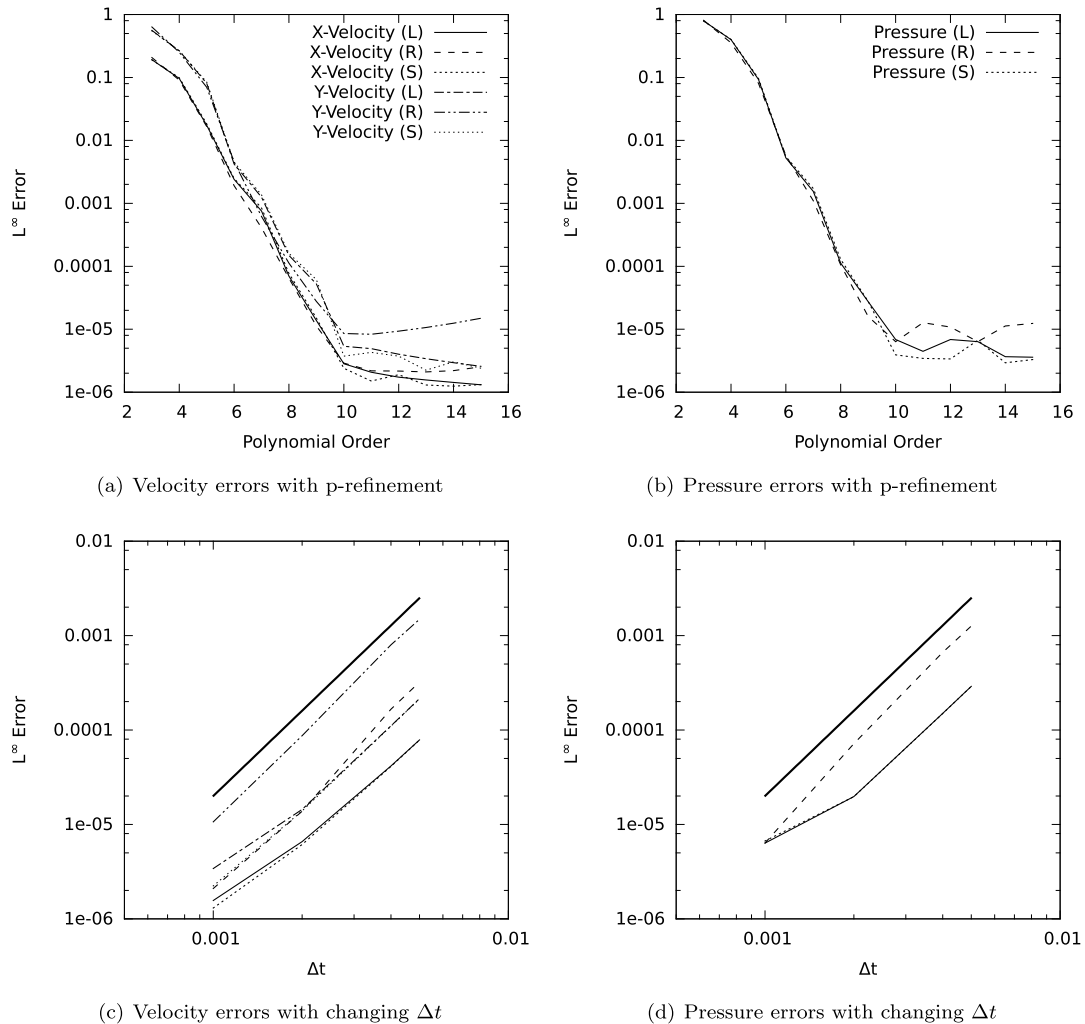 1
0.1
0.01
0.001
0.0001
1e-05
1e-06
L∞ Error
X-Velocity (L)
X-Velocity (R)
X-Velocity (S)
Y-Velocity (L)
Y-Velocity (R)
Y-Velocity (S)
2 4 6 8 10 12 14 16
Polynomial Order
(a) Velocity errors with p-refinement
1
0.1
0.01
0.001
0.0001
1e-05
1e-06
L∞ Error
Pressure (L)
Pressure (R)
Pressure (S)
2 4 6 8 10 12 14 16
Polynomial Order
(b) Pressure errors with p-refinement
0.01
0.001
0.0001
1e-05
1e-06
L∞ Error
0.001 0.01
Δt
(c) Velocity errors with changing Δt
0.01
0.001
0.0001
1e-05
1e-06
L∞ Error
0.001 0.01
Δt
(d) Pressure errors with changing Δt